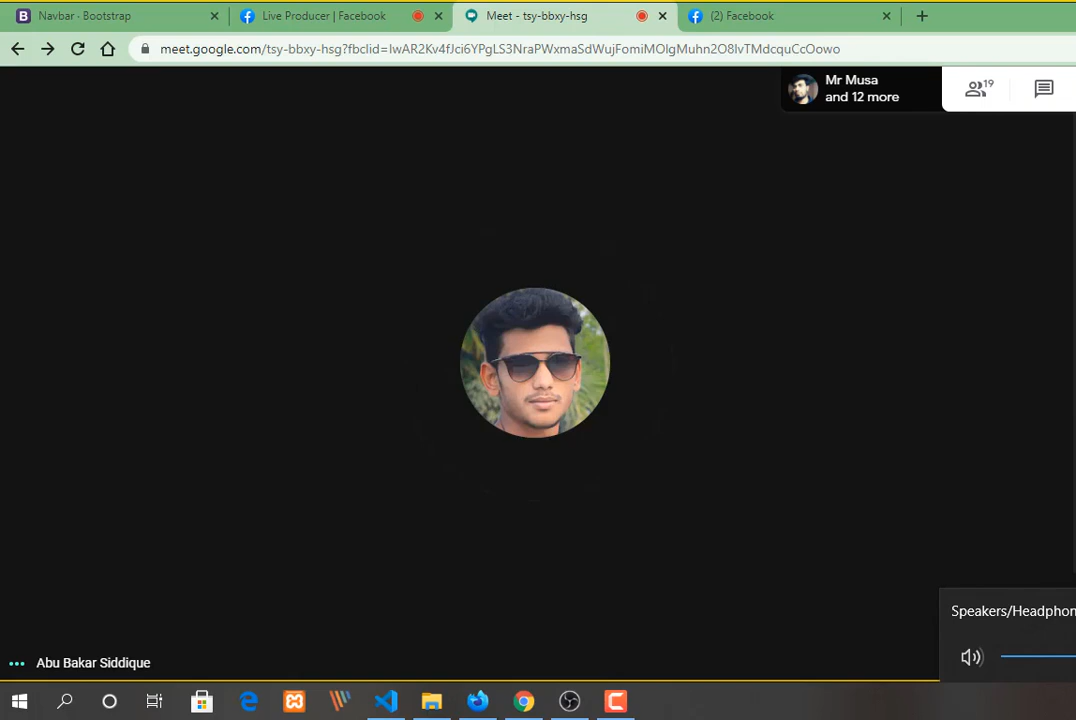 Navbar · Bootstrap
Live Producer | Facebook
Meet - tsy-bbxy-hsg
(2) Facebook
meet.google.com/tsy-bbxy-hsg?fbclid=IwAR2Kv4fJci6YPgLS3NraPWxmaSdWujFomiMOlgMuhn2O8IvTMdcquCcOowo
Mr Musa
and 12 more
19
Speakers/Headphon
Abu Bakar Siddique